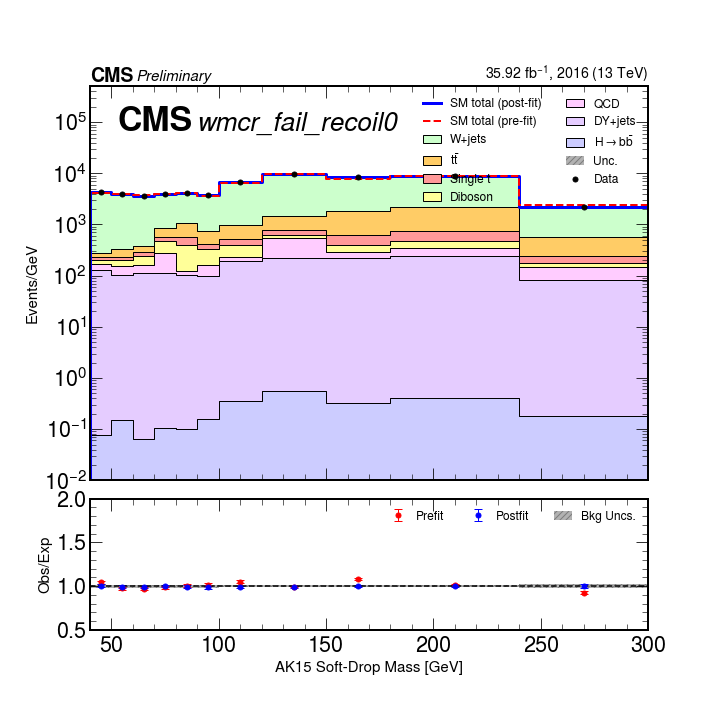 CMS Preliminary
35.92 fb⁻¹, 2016 (13 TeV)
CMS wmcr_fail_recoil0
SM total (post-fit)
SM total (pre-fit)
W+jets
tt̄
Single t
Diboson
QCD
DY+jets
H→bb̄
Unc.
Data
Events/GeV
10⁵
10⁴
10³
10²
10¹
10⁰
10⁻¹
10⁻²
Prefit
Postfit
Bkg Uncs.
Obs/Exp
2.0
1.5
1.0
0.5
50 100 150 200 250 300
AK15 Soft-Drop Mass [GeV]